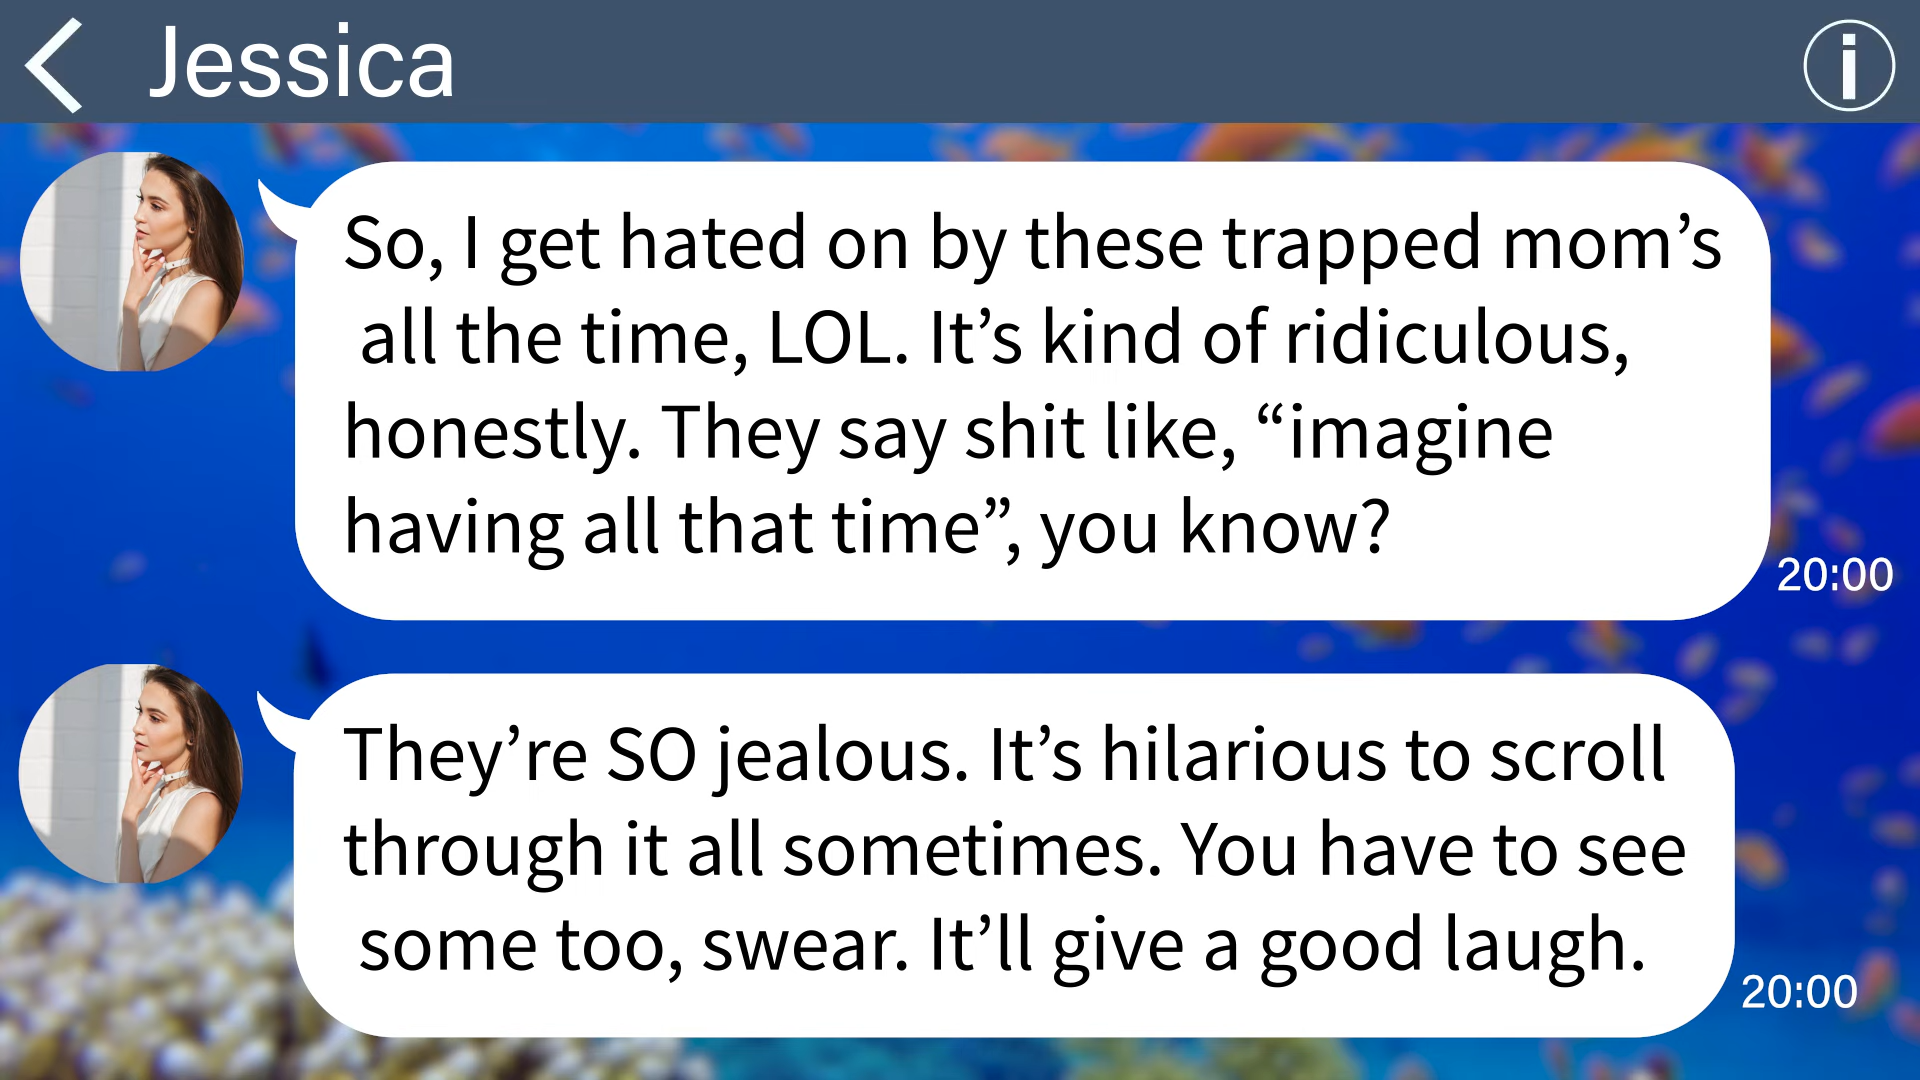 Jessica
So, I get hated on by these trapped mom’s
all the time, LOL. It’s kind of ridiculous,
honestly. They say shit like, “imagine
having all that time”, you know?
20:00
They’re SO jealous. It’s hilarious to scroll
through it all sometimes. You have to see
some too, swear. It’ll give a good laugh.
20:00